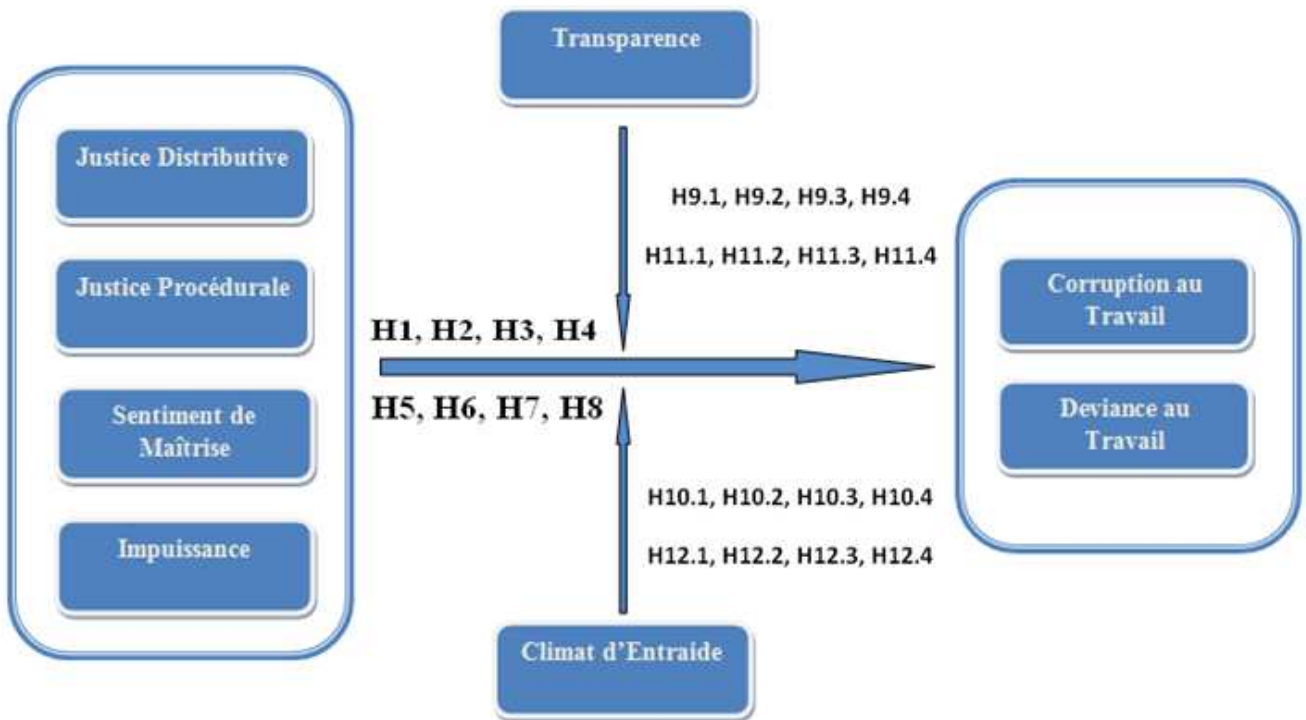 Transparence
Justice Distributive
Justice Procédurale
Sentiment de
Maîtrise
Impuissance
H9.1, H9.2, H9.3, H9.4
H11.1, H11.2, H11.3, H11.4
H1, H2, H3, H4
H5, H6, H7, H8
H10.1, H10.2, H10.3, H10.4
H12.1, H12.2, H12.3, H12.4
Climat d’Entraide
Corruption au
Travail
Deviance au
Travail